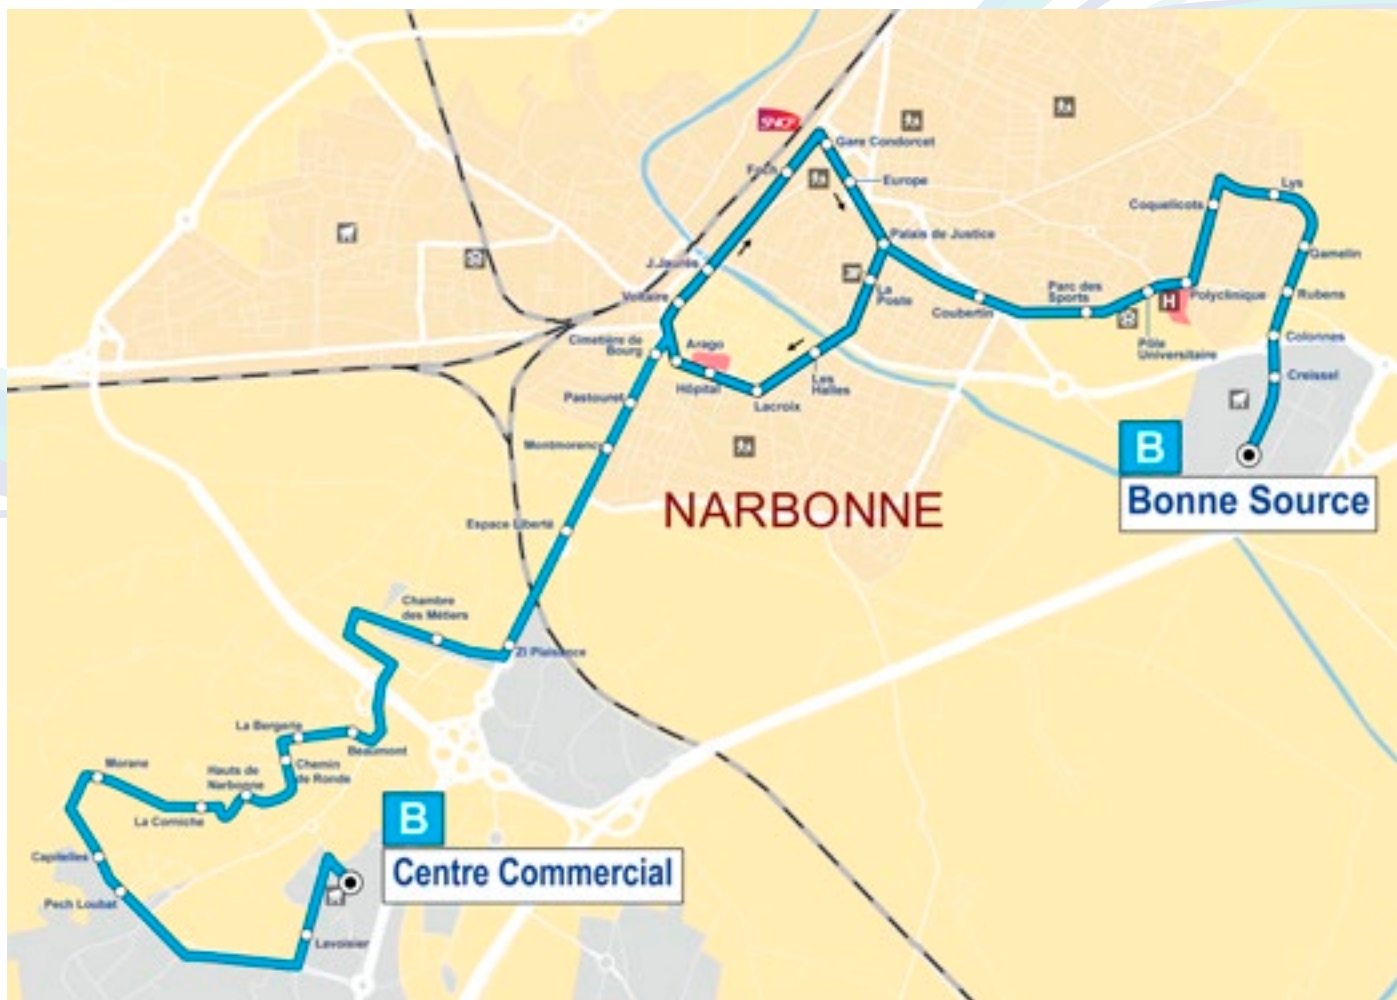 SNCF
Gare Condorcet
Foch
Europe
Lys
Coquelicots
Palais de Justice
Gamelin
J.Jaurès
La
Poste
Parc des
Sports
H
Polyclinique
Rubens
Voltaire
Coubertin
Pôle
Universitaire
Colonnes
Cimetière de
Bourg
Arago
Hôpital
Les
Halles
Creissel
Pastouret
Lacroix
Montmorency
B
Bonne Source
NARBONNE
Espace Liberté
Chambre
des Métiers
ZI Plaisance
La Bergerie
Beaumont
Morane
Hauts de
Narbonne
Chemin
de Ronde
La Corniche
B
Centre Commercial
Capitelles
Pech Loubat
Lavoisier